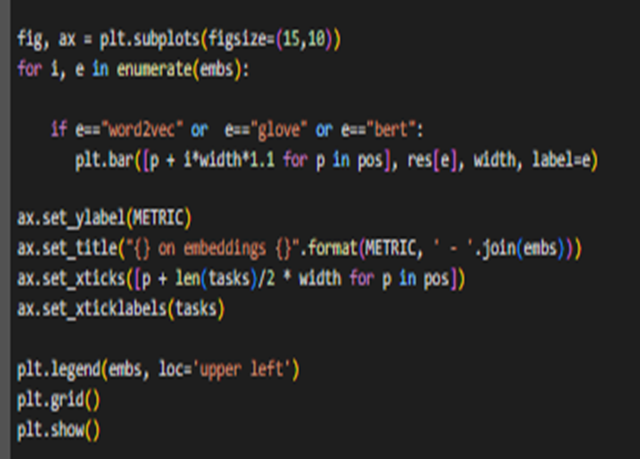 fig, ax = plt.subplots(figsize=(15,10))
for i, e in enumerate(embs):
if e=="word2vec" or e=="glove" or e=="bert":
plt.bar([p + i*width*1.1 for p in pos], res[e], width, label=e)
ax.set_ylabel(METRIC)
ax.set_title("{} on embeddings {}".format(METRIC, ' - '.join(embs)))
ax.set_xticks([p + len(tasks)/2 * width for p in pos])
ax.set_xticklabels(tasks)
plt.legend(embs, loc='upper left')
plt.grid()
plt.show()